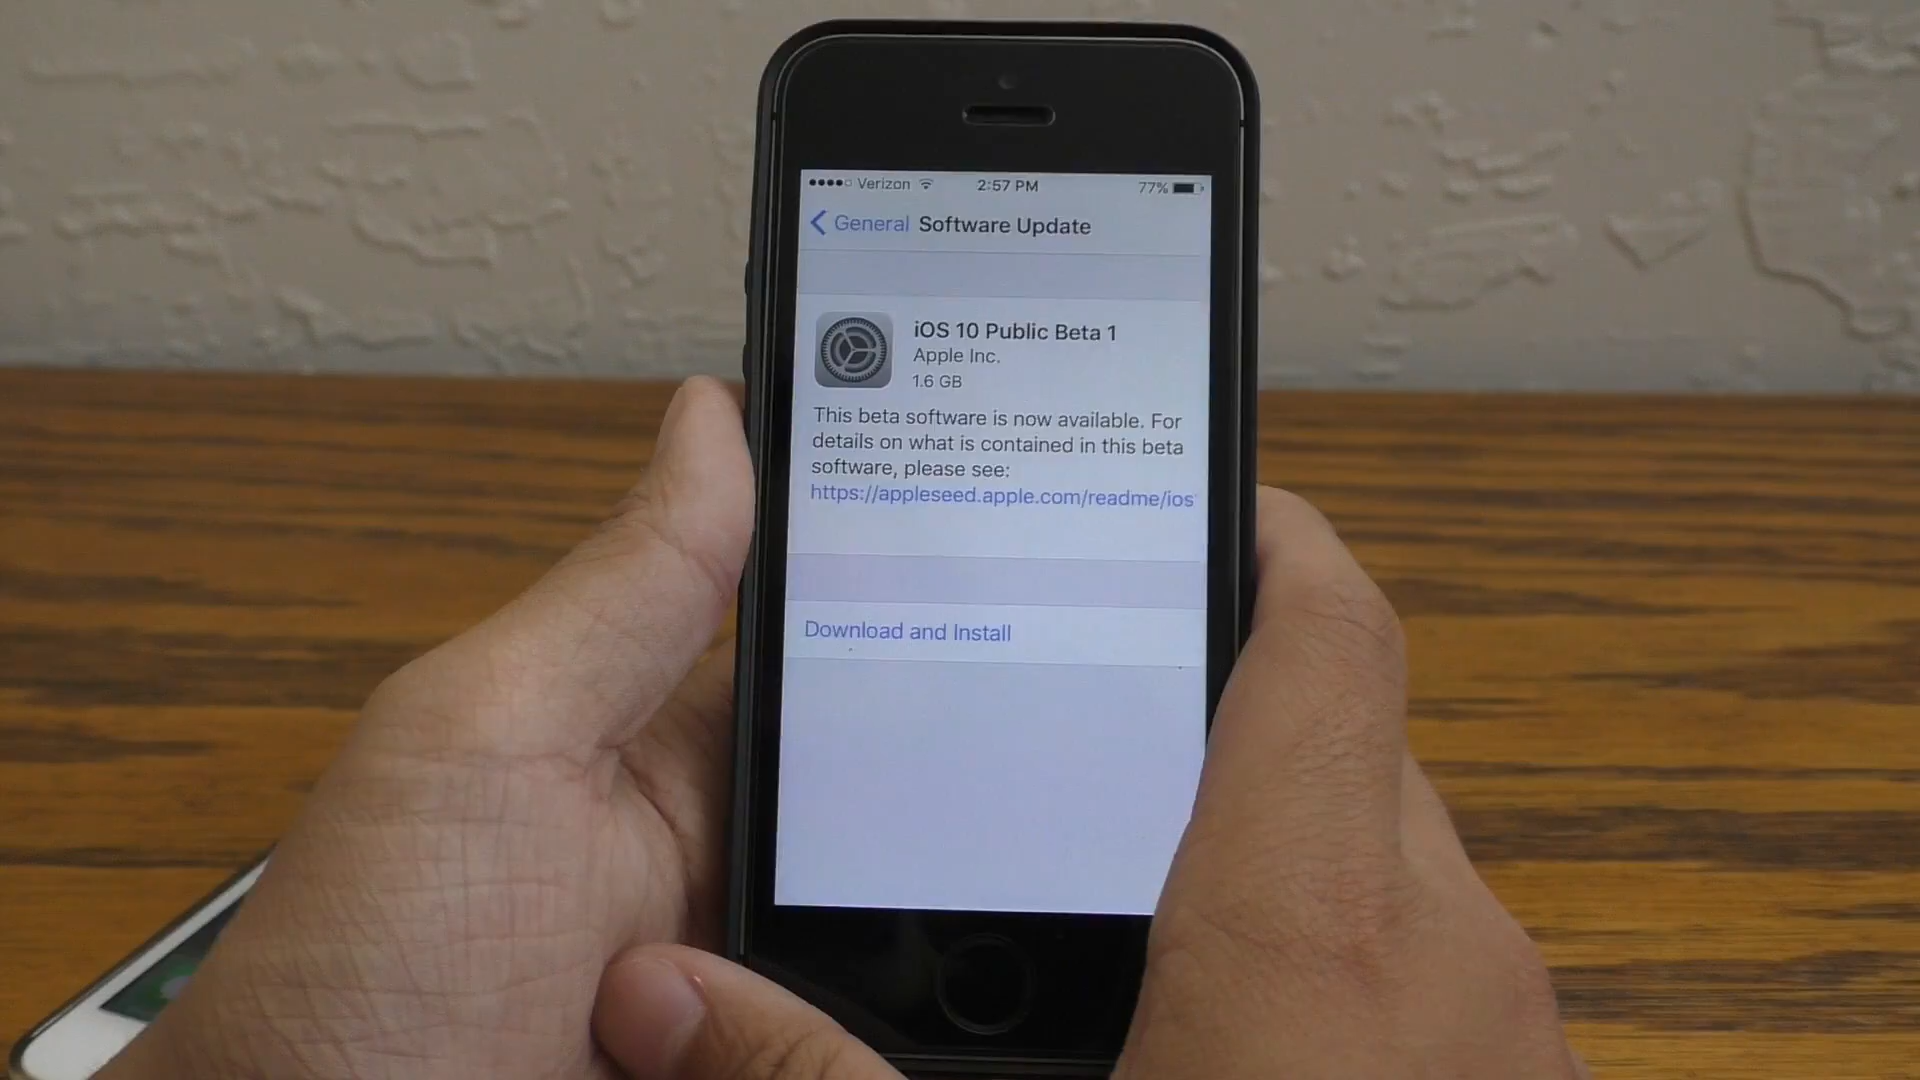 Verizon 2:57 PM 77%
General Software Update
iOS 10 Public Beta 1
Apple Inc.
1.6 GB
This beta software is now available. For
details on what is contained in this beta
software, please see:
https://appleseed.apple.com/readme/ios
Download and Install